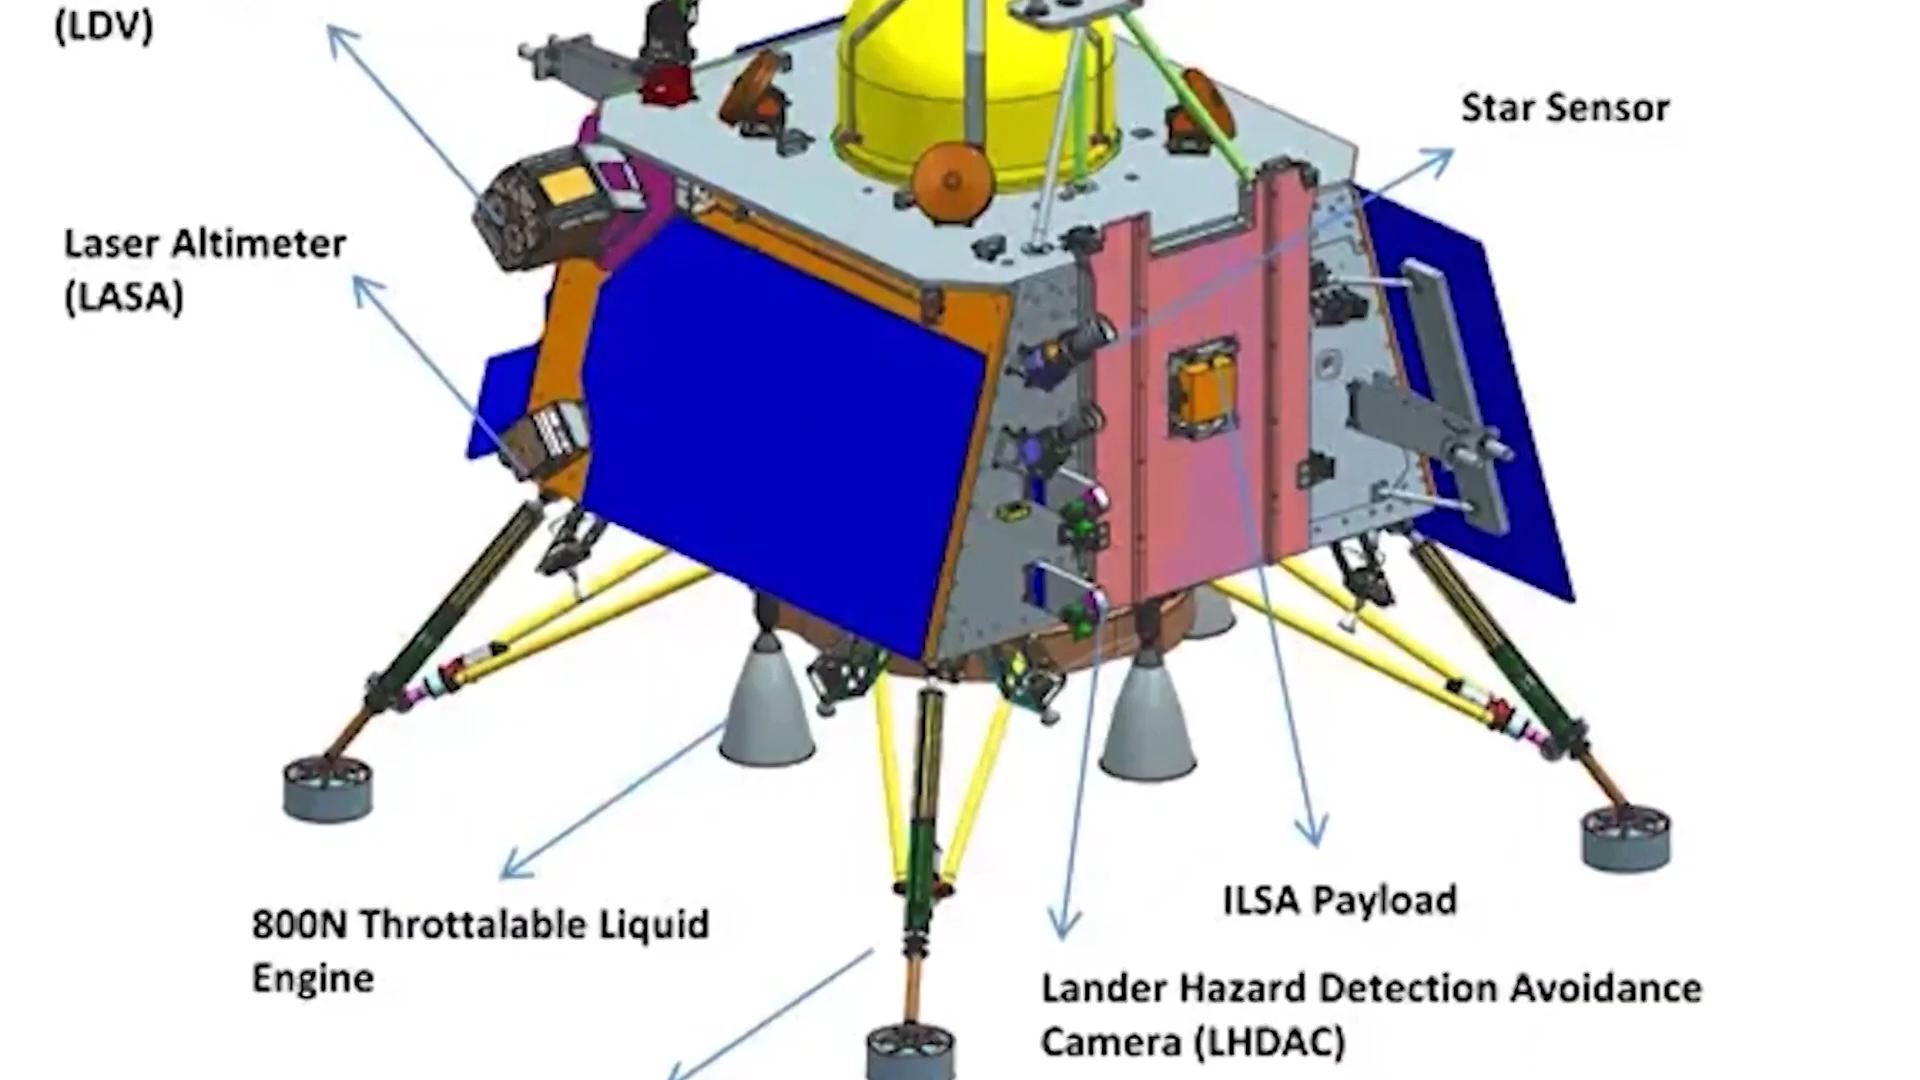 (LDV)
Star Sensor
Laser Altimeter
(LASA)
800N Throttalable Liquid
Engine
ILSA Payload
Lander Hazard Detection Avoidance
Camera (LHDAC)